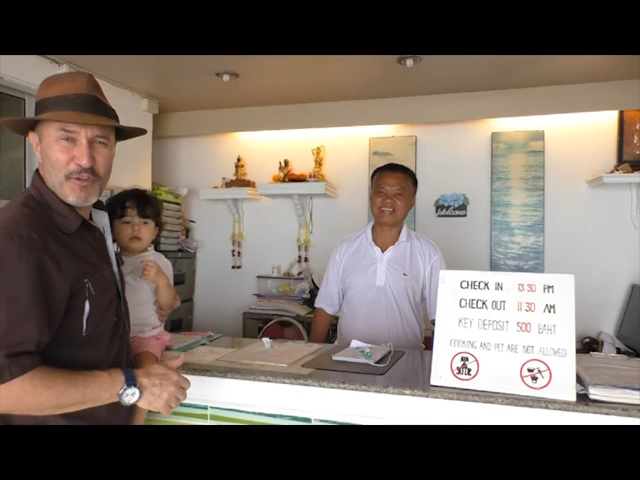 Welcome
CHECK IN 13:30 PM
CHECK OUT 11:30 AM
KEY DEPOSIT 500 BAHT
COOKING AND PET ARE NOT ALLOWED